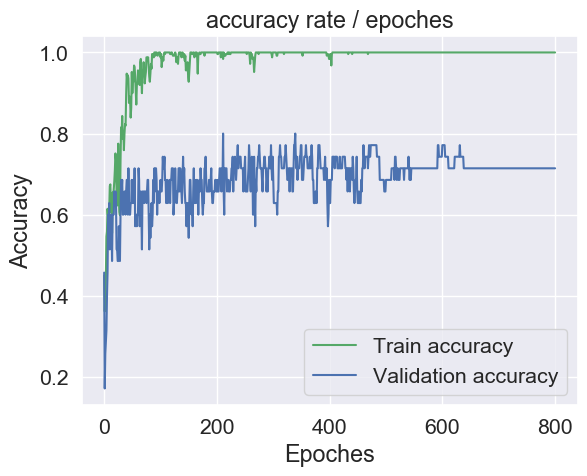 accuracy rate / epoches
Accuracy
1.0
0.8
0.6
0.4
0.2
0
200
400
600
800
Epoches
Train accuracy
Validation accuracy